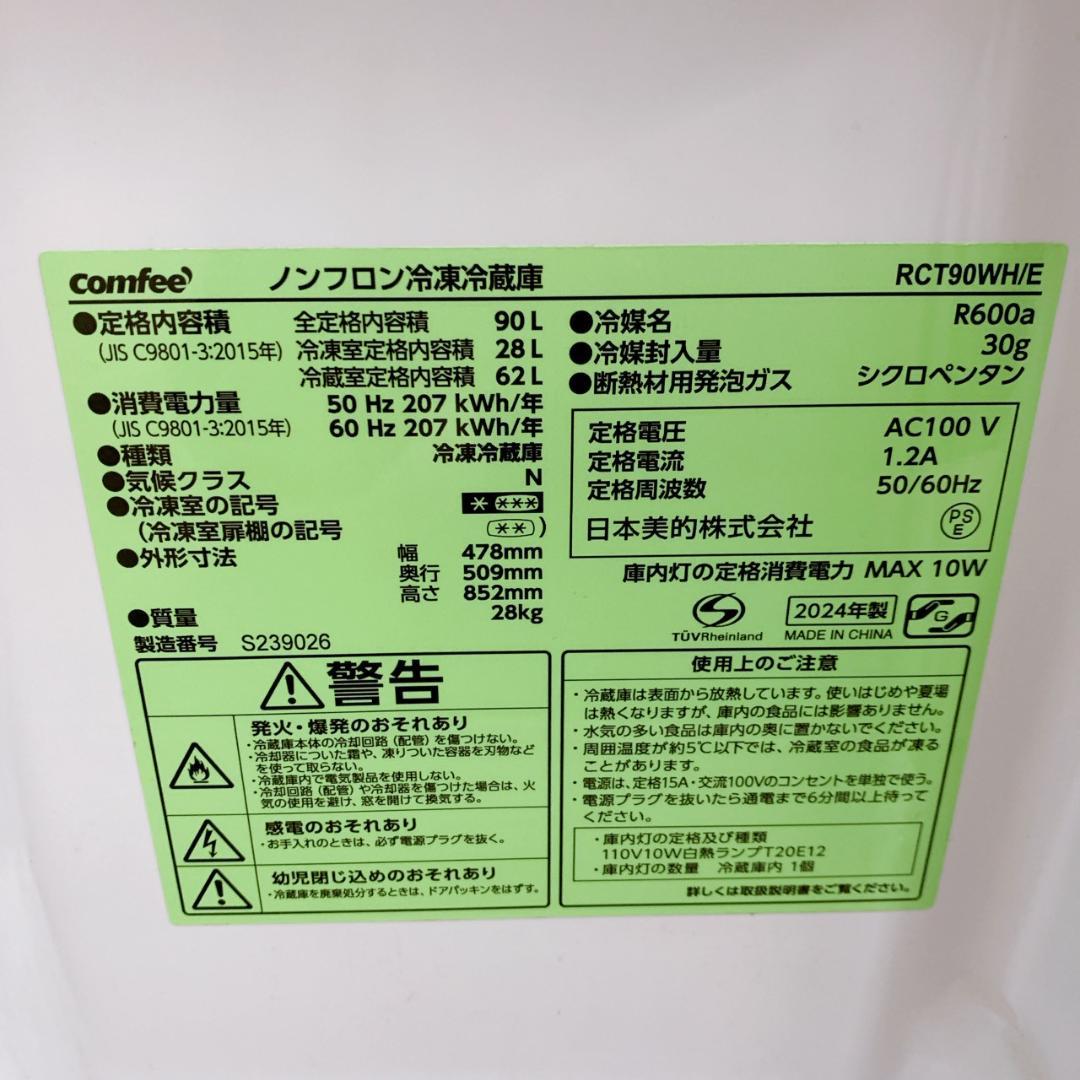 comfee' ノンフロン冷凍冷蔵庫 RCT90WH/E
●定格内容積 全定格内容積 90 L
(JIS C9801-3:2015年) 冷凍室定格内容積 28 L
冷蔵室定格内容積 62 L
●消費電力量 50 Hz 207 kWh/年
(JIS C9801-3:2015年) 60 Hz 207 kWh/年
●種類 冷凍冷蔵庫
●気候クラス N
●冷凍室の記号 * ***
(冷凍室扉棚の記号 ** )
●外形寸法 幅 478mm
奥行 509mm
高さ 852mm
●質量 28kg
製造番号 S239026
●冷媒名 R600a
●冷媒封入量 30g
●断熱材用発泡ガス シクロペンタン
定格電圧 AC100 V
定格電流 1.2A
定格周波数 50/60Hz
日本美的株式会社 PS E
庫内灯の定格消費電力 MAX 10W
TÜVRheinland
2024年製
MADE IN CHINA
G
警告
発火・爆発のおそれあり
・冷蔵庫本体の冷却回路(配管)を傷つけない。
・冷却器についた霜や、凍りついた容器を刃物など
を使って取らない。
・冷蔵庫内で電気製品を使用しない。
・冷却回路(配管)や冷却器を傷つけた場合は、火
気の使用を避け、窓を開けて換気する。
感電のおそれあり
・お手入れのときは、必ず電源プラグを抜く。
幼児閉じ込めのおそれあり
・冷蔵庫を廃棄処分するときは、ドアパッキンをはずす。
使用上のご注意
・冷蔵庫は表面から放熱しています。使いはじめや夏場
は熱くなりますが、庫内の食品には影響ありません。
・水気の多い食品は庫内の奥に置かないでください。
・周囲温度が約5℃以下では、冷蔵室の食品が凍る
ことがあります。
・電源は、定格15A・交流100Vのコンセントを単独で使う。
・電源プラグを抜いたら通電まで6分間以上待って
ください。
・庫内灯の定格及び種類
110V10W白熱ランプT20E12
・庫内灯の数量 冷蔵庫内 1個
詳しくは取扱説明書をご覧ください。